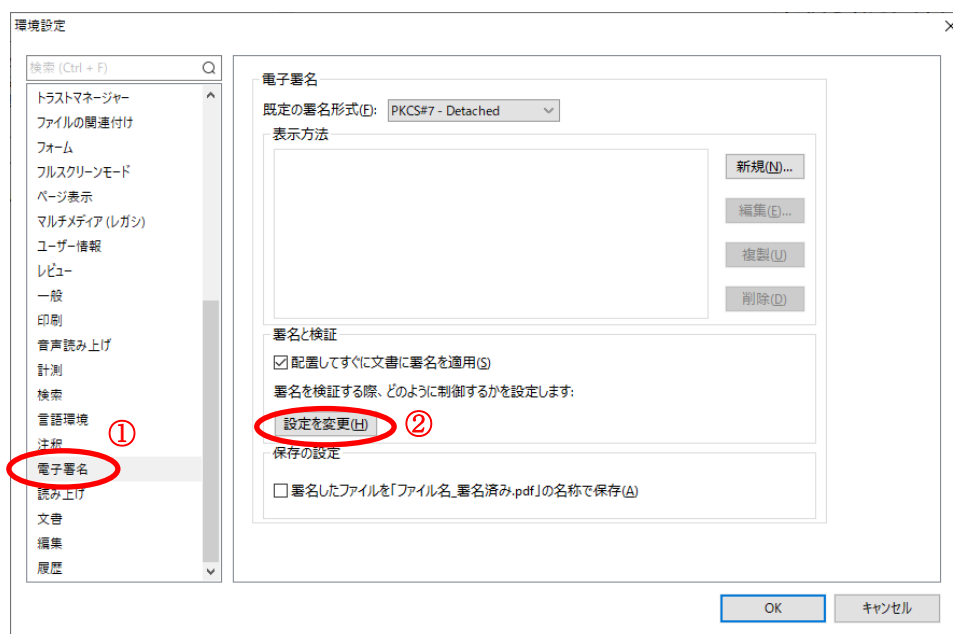 環境設定
検索 (Ctrl + F)
トラストマネージャー
ファイルの関連付け
フォーム
フルスクリーンモード
ページ表示
マルチメディア (レガシ)
ユーザー情報
レビュー
一般
印刷
音声読み上げ
計測
検索
言語環境
注釈
①
電子署名
読み上げ
文書
編集
履歴
電子署名
既定の署名形式(F): PKCS#7 - Detached
表示方法
新規(N)...
編集(E)...
複製(U)
削除(D)
署名と検証
配置してすぐに文書に署名を適用(S)
署名を検証する際、どのように制御するかを設定します:
設定を変更(H) ②
保存の設定
署名したファイルを「ファイル名_署名済み.pdf」の名称で保存(A)
OK キャンセル